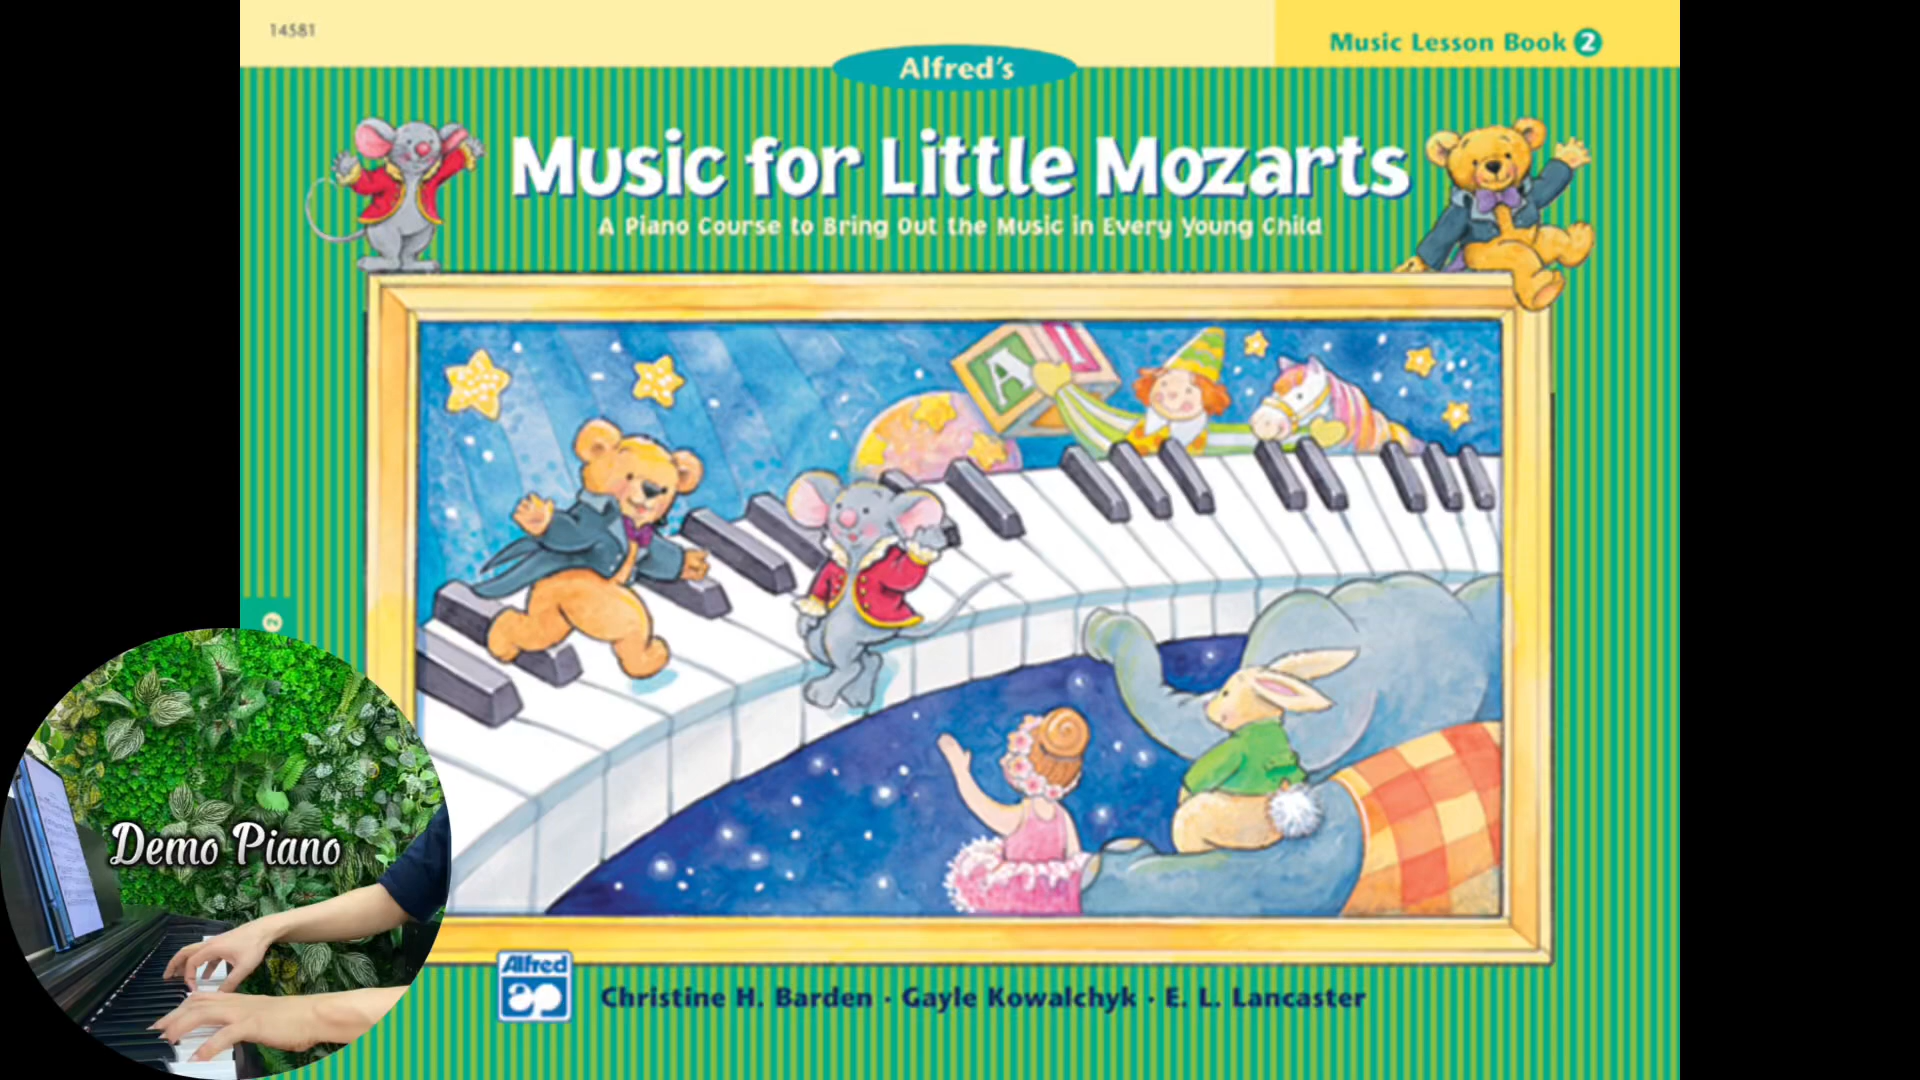 14581
Music Lesson Book 2
Alfred's
Music for Little Mozarts
A Piano Course to Bring Out the Music in Every Young Child
A
2
Demo Piano
Alfred
Christine H. Barden · Gayle Kowalchyk · E. L. Lancaster